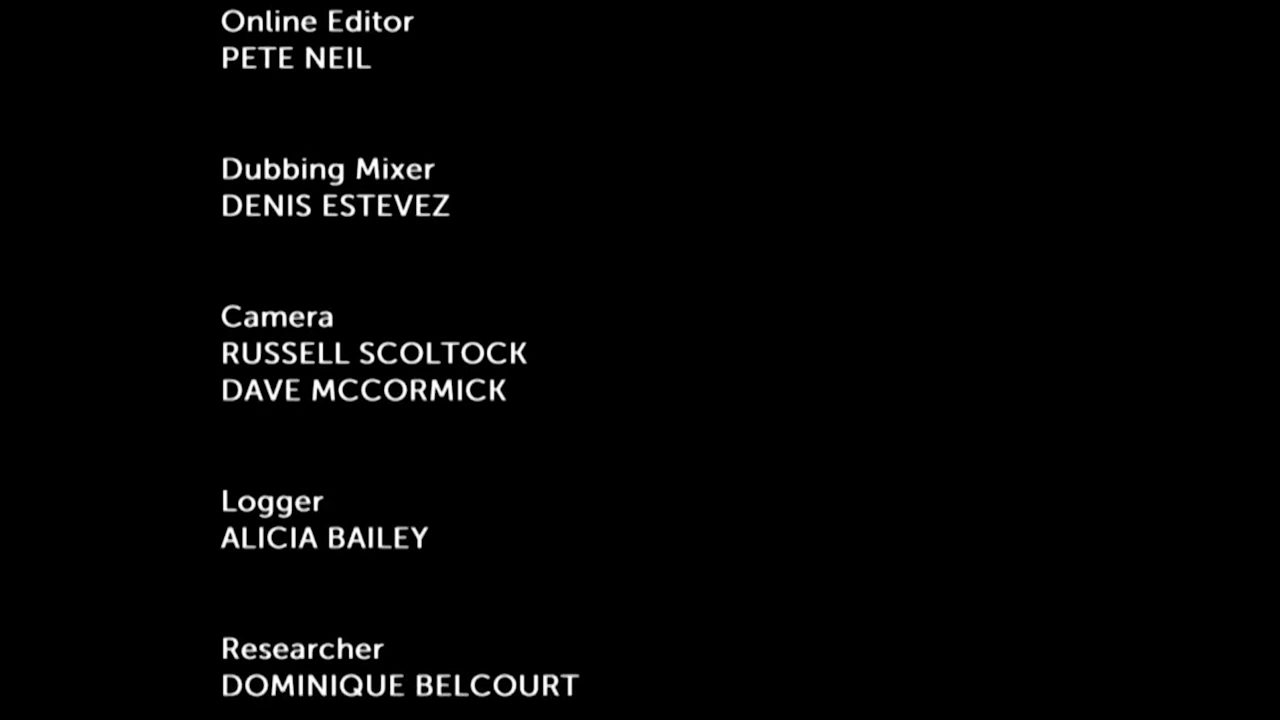 Online Editor
PETE NEIL
Dubbing Mixer
DENIS ESTEVEZ
Camera
RUSSELL SCOLTOCK
DAVE MCCORMICK
Logger
ALICIA BAILEY
Researcher
DOMINIQUE BELCOURT